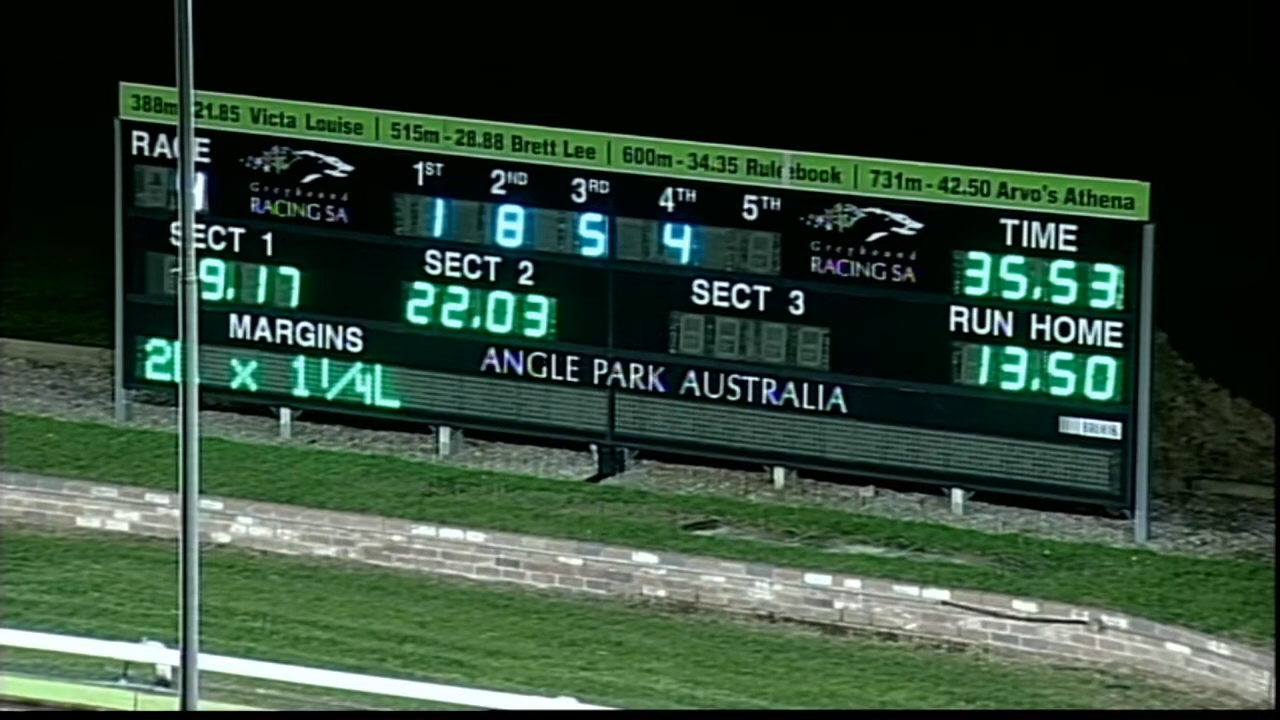 388m-21.85 Victa Louise | 515m-28.88 Brett Lee | 600m-34.35 Rulebook | 731m-42.50 Arvo's Athena
RACE
Greyhound
RACING SA
1ST 2ND 3RD 4TH 5TH
1 8 5 4
Greyhound
RACING SA
TIME
35.53
SECT 1
9.17
SECT 2
22.03
SECT 3
RUN HOME
13.50
MARGINS
2L x 1 1/4L
ANGLE PARK AUSTRALIA